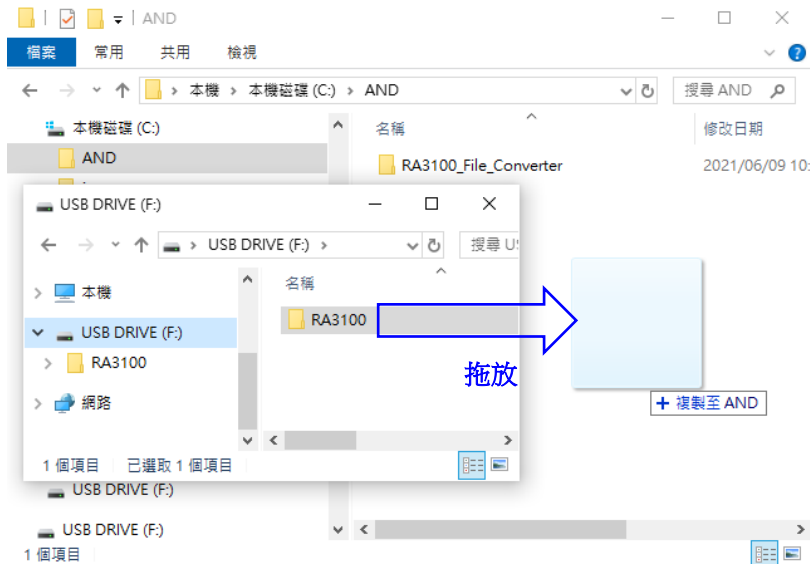 AND
檔案 常用 共用 檢視
本機 › 本機磁碟 (C:) › AND 搜尋 AND
本機磁碟 (C:) 名稱 修改日期
AND RA3100_File_Converter 2021/06/09 10:
USB DRIVE (F:)
USB DRIVE (F:) › 搜尋 U
本機 名稱
RA3100
USB DRIVE (F:)
RA3100
拖放
網路
複製至 AND
1 個項目 已選取 1 個項目
USB DRIVE (F:)
USB DRIVE (F:)
1 個項目